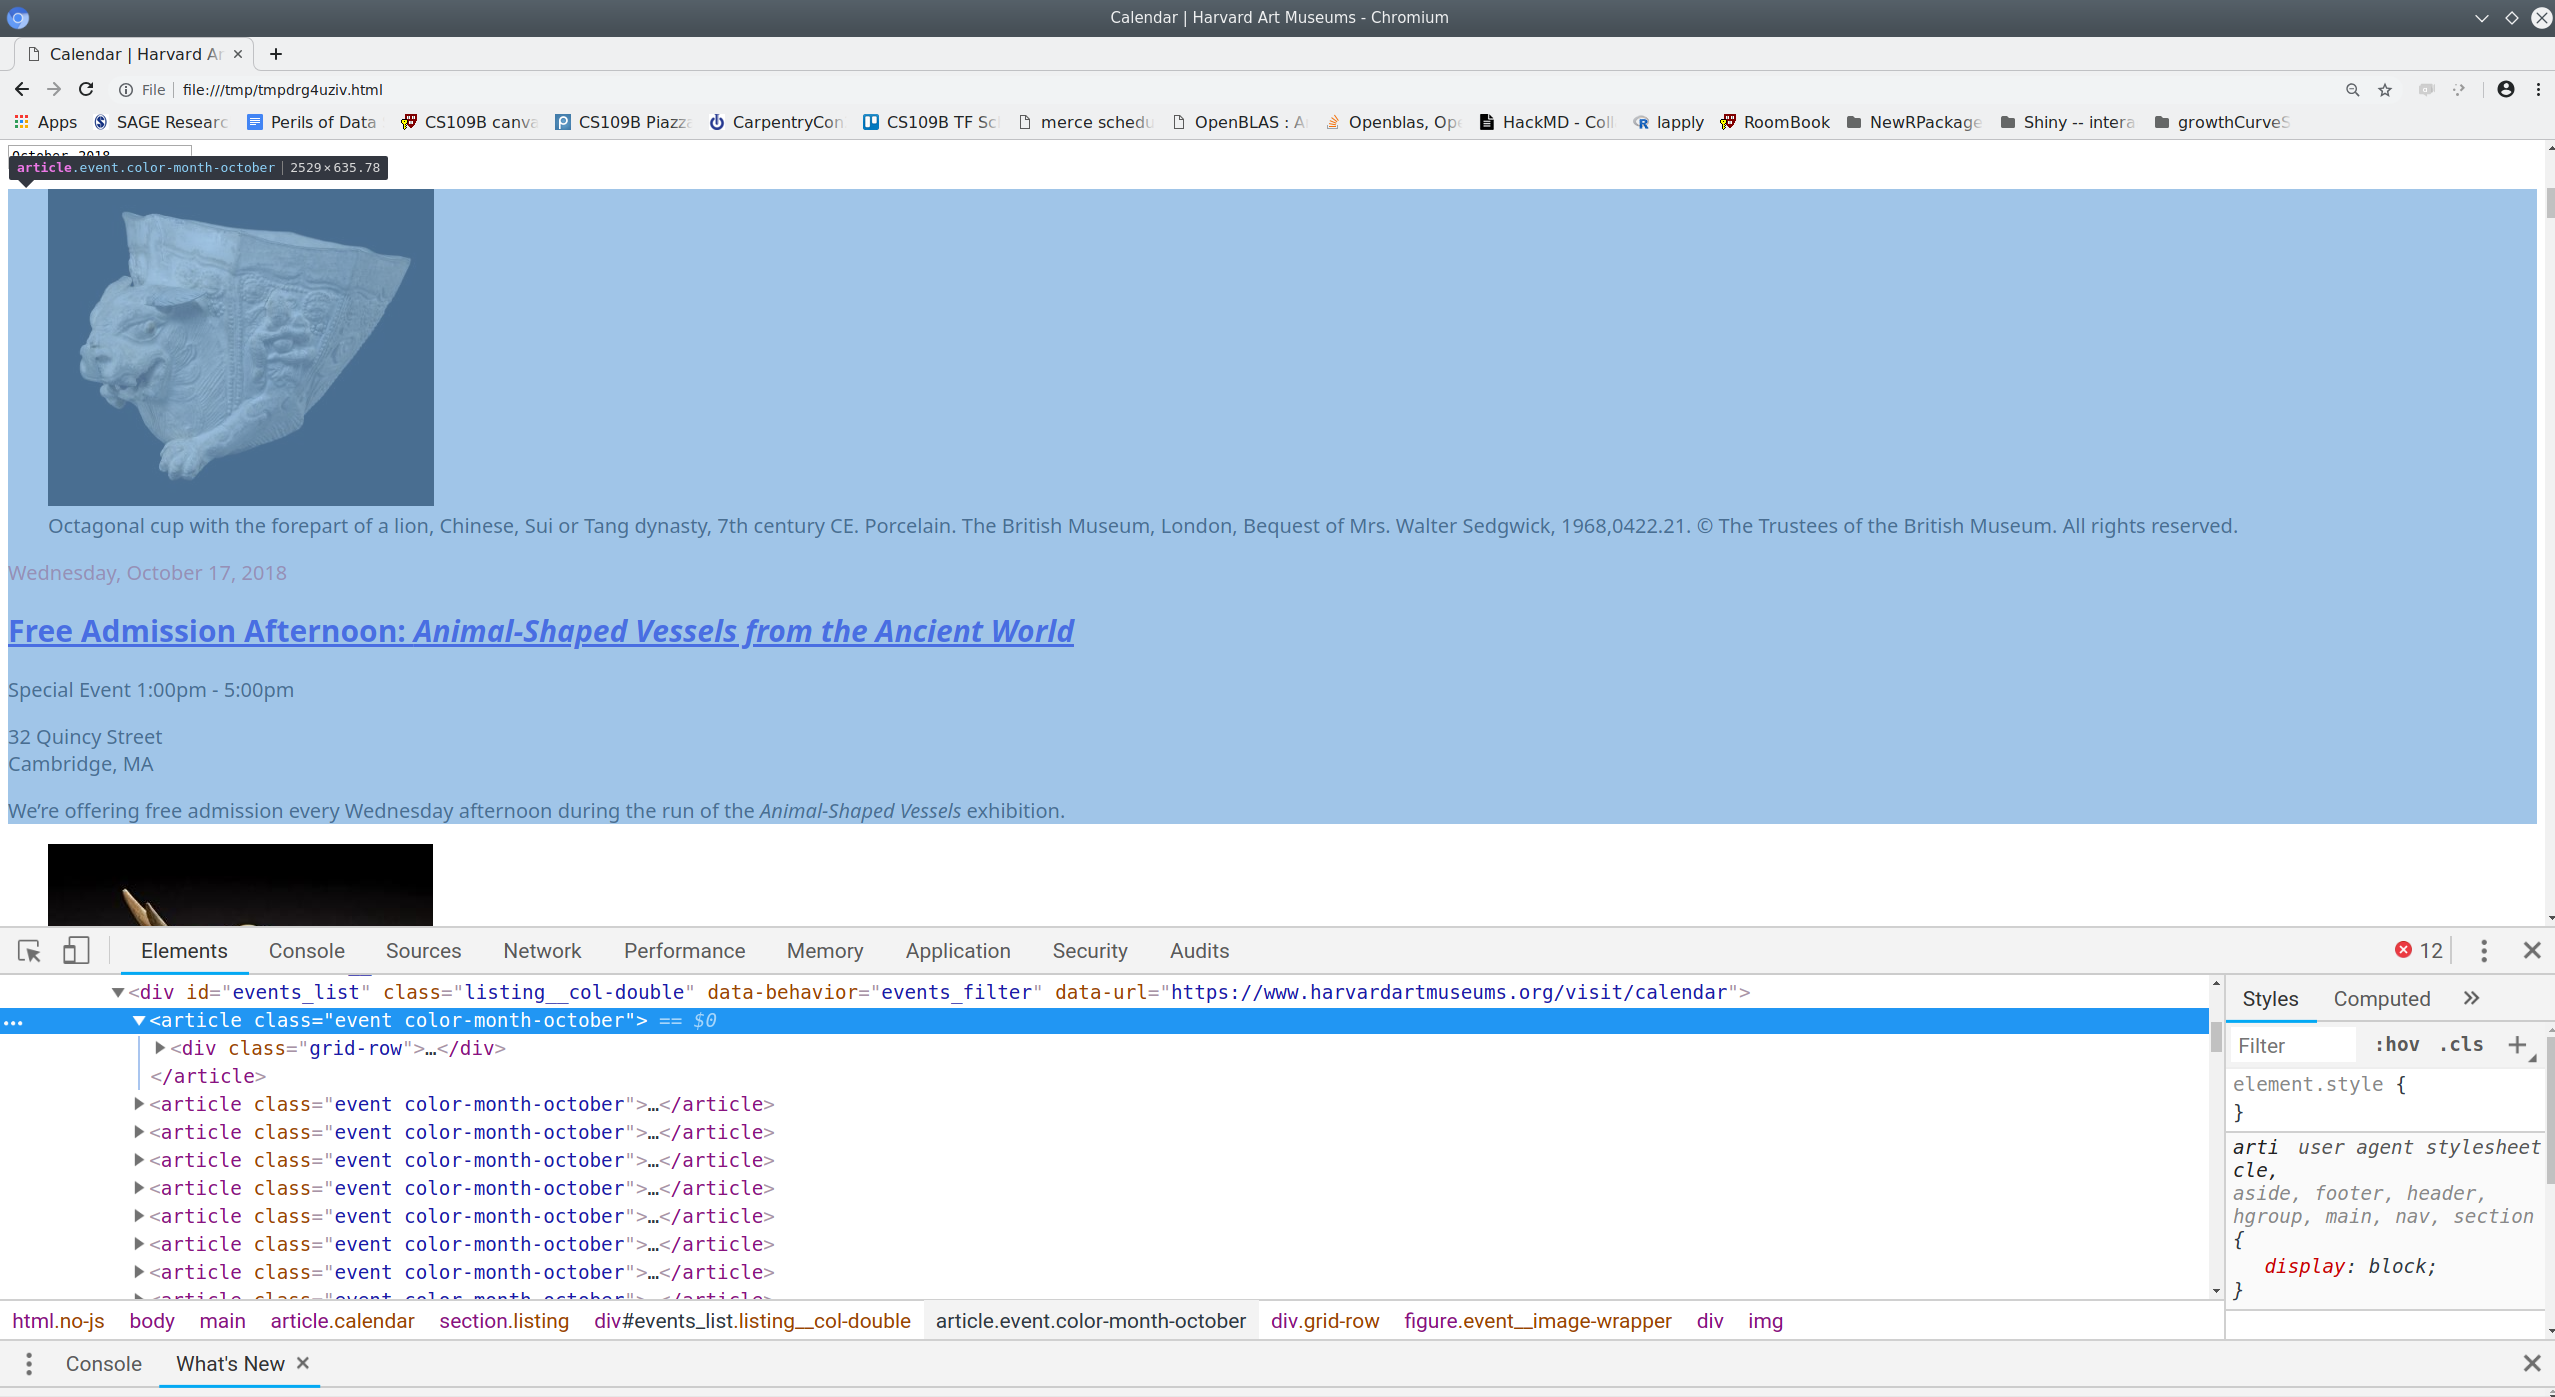 Calendar | Harvard Art Museums - Chromium
Calendar | Harvard Ar
File file:///tmp/tmpdrg4uziv.html
Apps SAGE Researc Perils of Data CS109B canva CS109B Piazza CarpentryCon CS109B TF Sc merce schedu OpenBLAS : A Openblas, Ope HackMD - Coll lapply RoomBook NewRPackage Shiny -- intera growthCurveS
October 2018
article.event.color-month-october | 2529×635.78
Octagonal cup with the forepart of a lion, Chinese, Sui or Tang dynasty, 7th century CE. Porcelain. The British Museum, London, Bequest of Mrs. Walter Sedgwick, 1968,0422.21. © The Trustees of the British Museum. All rights reserved.
Wednesday, October 17, 2018
Free Admission Afternoon: Animal-Shaped Vessels from the Ancient World
Special Event 1:00pm - 5:00pm
32 Quincy Street
Cambridge, MA
We’re offering free admission every Wednesday afternoon during the run of the Animal-Shaped Vessels exhibition.
Elements Console Sources Network Performance Memory Application Security Audits 12
<div id="events_list" class="listing__col-double" data-behavior="events_filter" data-url="https://www.harvardartmuseums.org/visit/calendar">
<article class="event color-month-october"> == $0
<div class="grid-row">…</div>
</article>
<article class="event color-month-october">…</article>
<article class="event color-month-october">…</article>
<article class="event color-month-october">…</article>
<article class="event color-month-october">…</article>
<article class="event color-month-october">…</article>
<article class="event color-month-october">…</article>
<article class="event color-month-october">…</article>
<article class="event color-month-october">…</article>
Styles Computed
Filter :hov .cls
element.style {
}
arti user agent stylesheet
cle,
aside, footer, header,
hgroup, main, nav, section
{
display: block;
}
html.no-js body main article.calendar section.listing div#events_list.listing__col-double article.event.color-month-october div.grid-row figure.event__image-wrapper div img
Console What's New